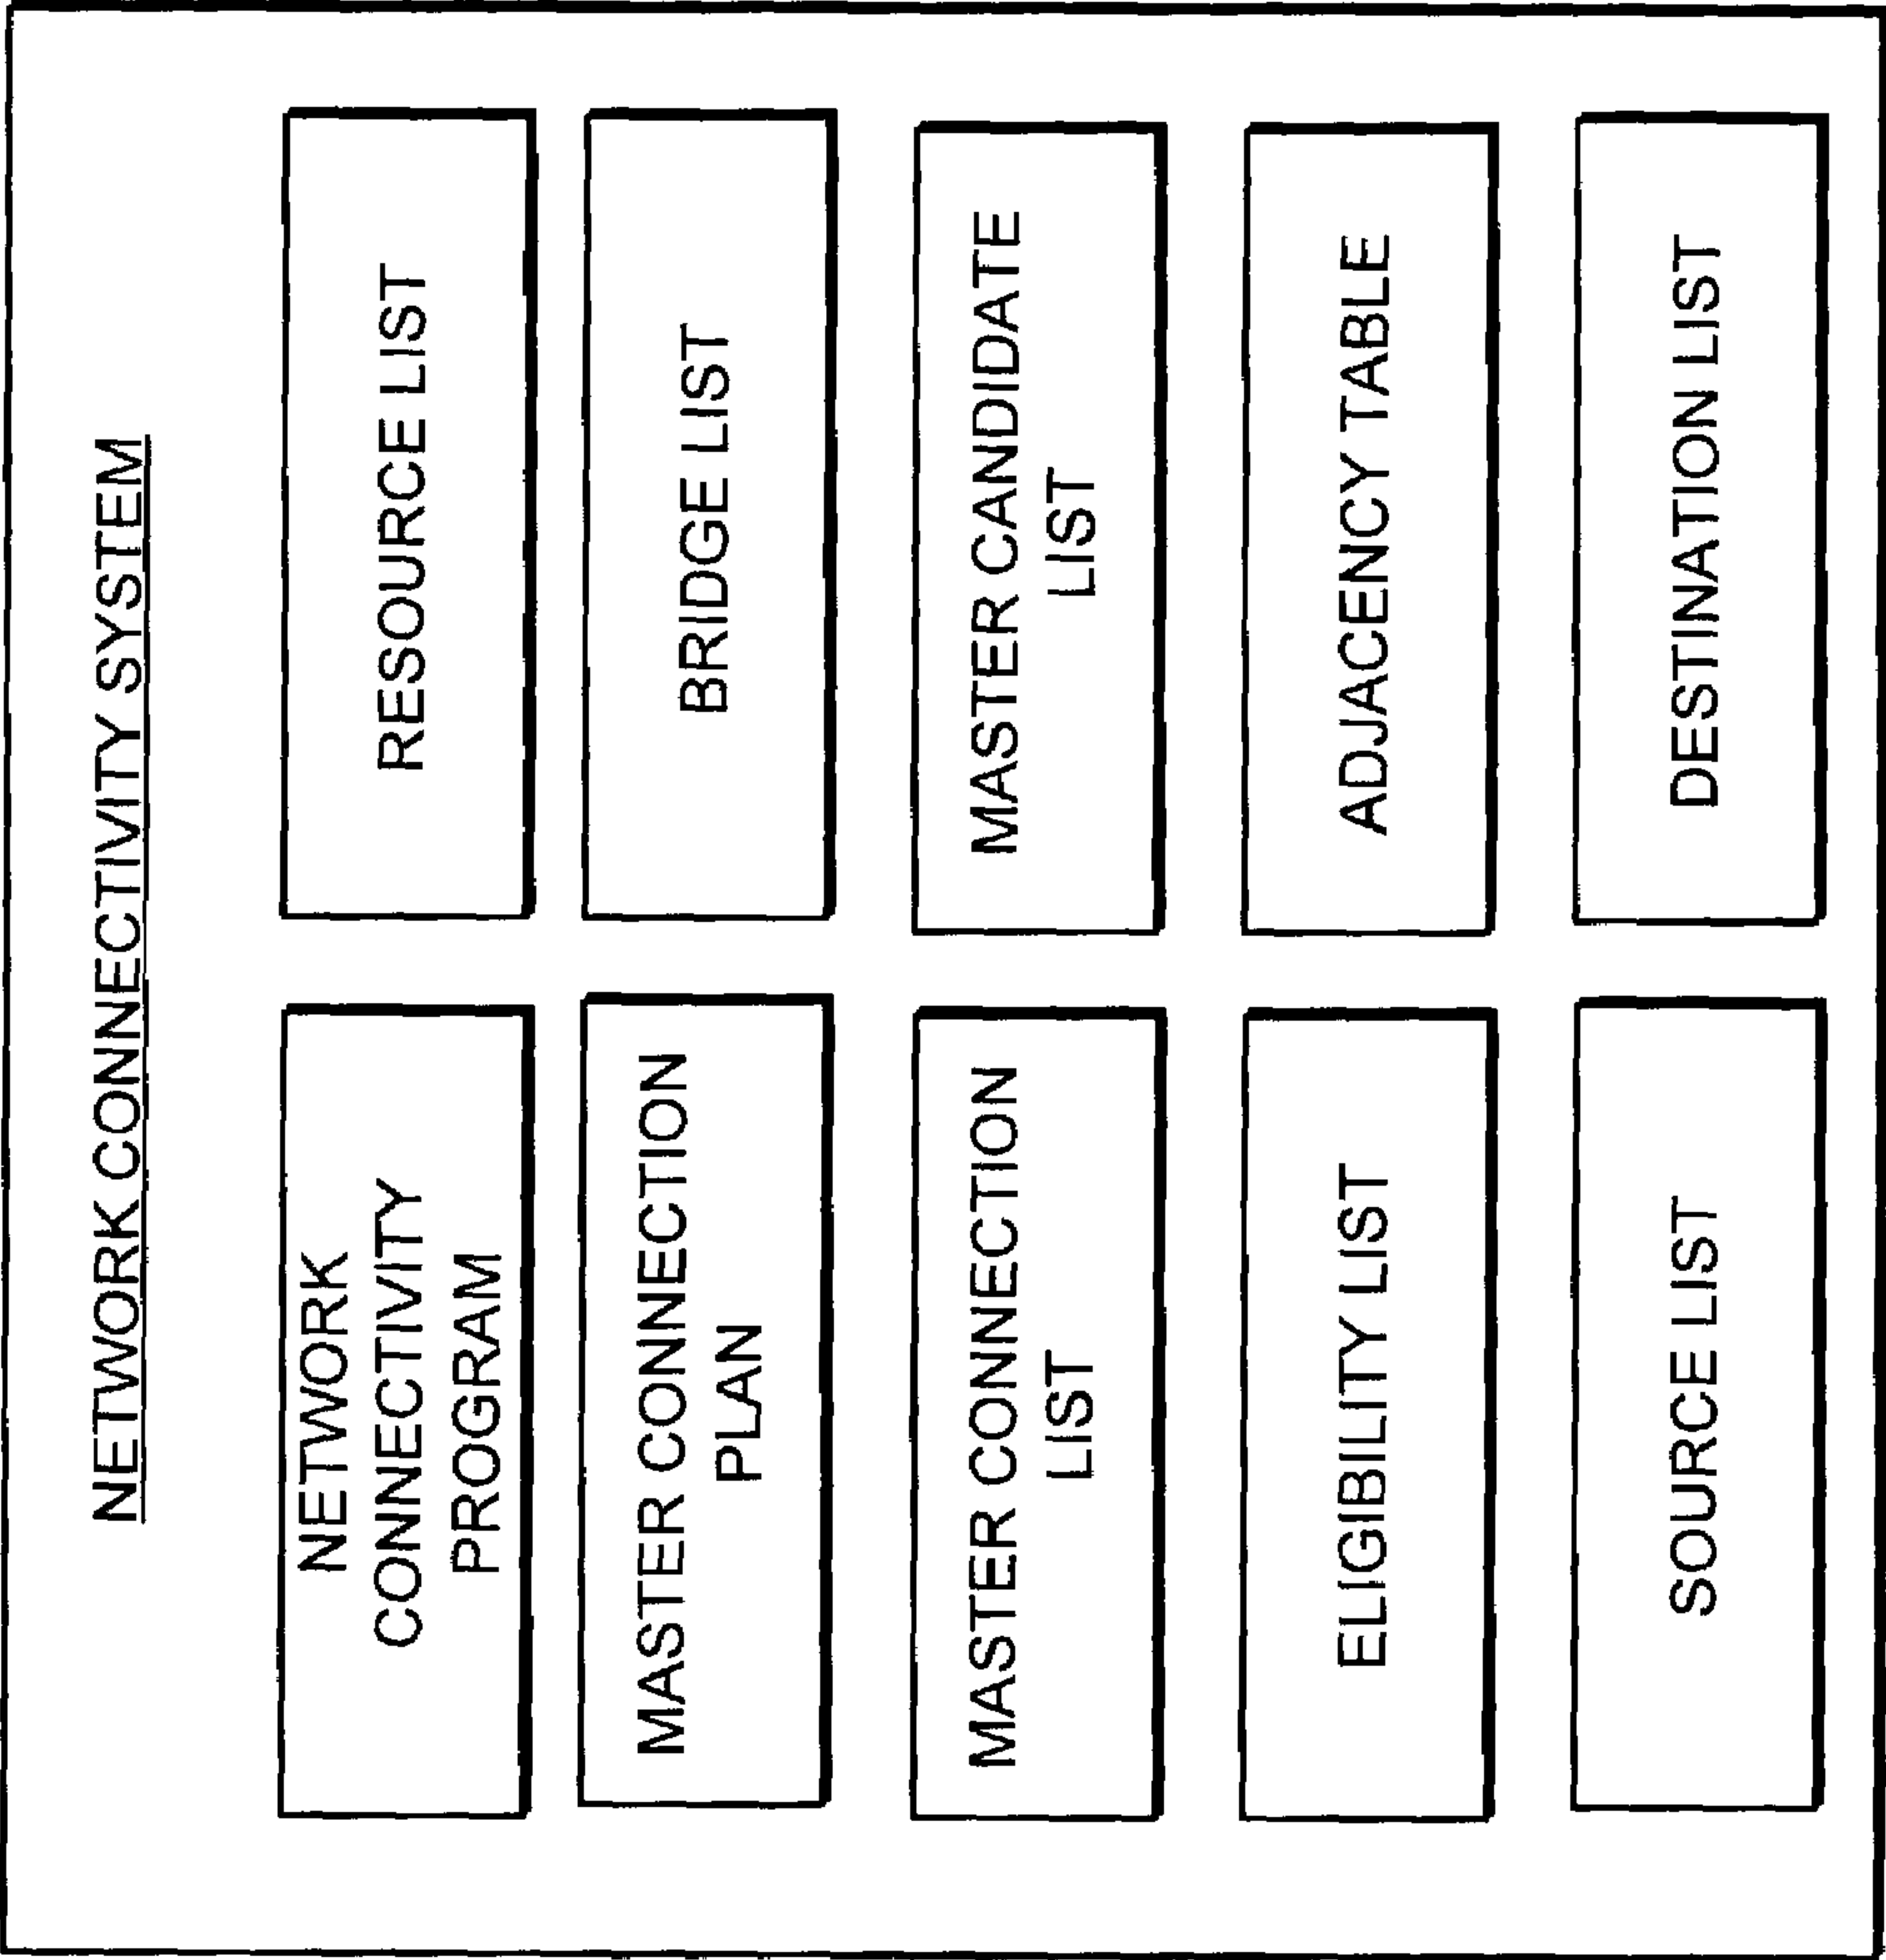 NETWORK CONNECTIVITY SYSTEM
NETWORK
CONNECTIVITY
PROGRAM
RESOURCE LIST
MASTER CONNECTION
PLAN
BRIDGE LIST
MASTER CONNECTION
LIST
MASTER CANDIDATE
LIST
ELIGIBILITY LIST
ADJACENCY TABLE
SOURCE LIST
DESTINATION LIST